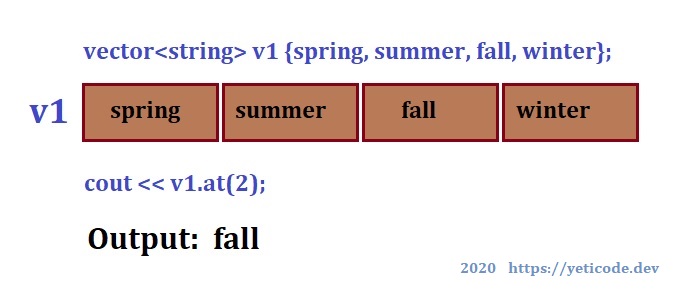 vector<string> v1 {spring, summer, fall, winter};
v1 spring summer fall winter
cout << v1.at(2);
Output: fall
2020 https://yeticode.dev